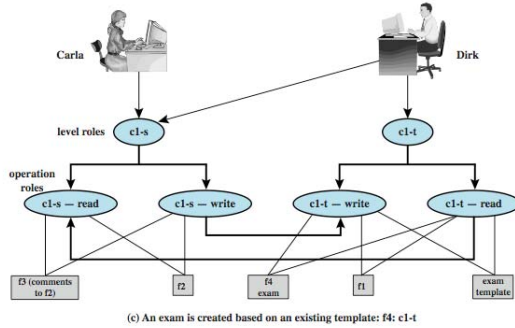 Carla
Dirk
level roles
c1-s
c1-t
operation
roles
c1-s — read
c1-s — write
c1-t — write
c1-t — read
f3 (comments
to f2)
f2
f4
exam
f1
exam
template
(c) An exam is created based on an existing template: f4: c1-t